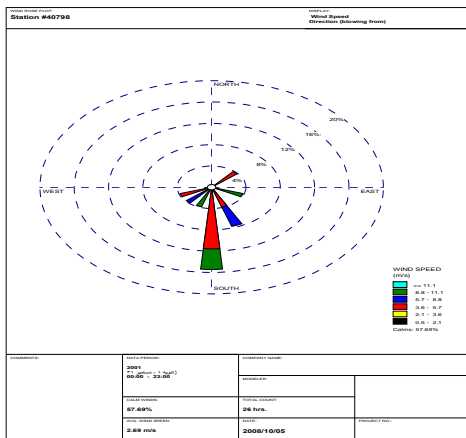 WIND ROSE PLOT:
Station #40798
DISPLAY:
Wind Speed
Direction (blowing from)
NORTH
20%
16%
12%
8%
4%
WEST
EAST
SOUTH
WIND SPEED
(m/s)
>= 11.1
8.8 - 11.1
5.7 - 8.8
3.6 - 5.7
2.1 - 3.6
0.5 - 2.1
Calms: 57.69%
COMMENTS:
DATA PERIOD:
2001
00:00 - 23:00
COMPANY NAME:
MODELER:
CALM WINDS:
57.69%
TOTAL COUNT:
26 hrs.
AVG. WIND SPEED:
2.69 m/s
DATE:
2008/10/05
PROJECT NO.: